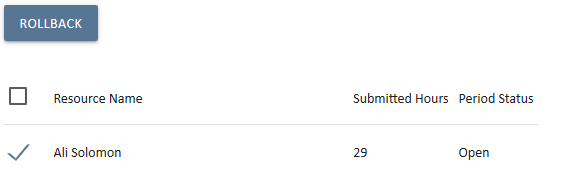 ROLLBACK
Resource Name Submitted Hours Period Status
Ali Solomon 29 Open